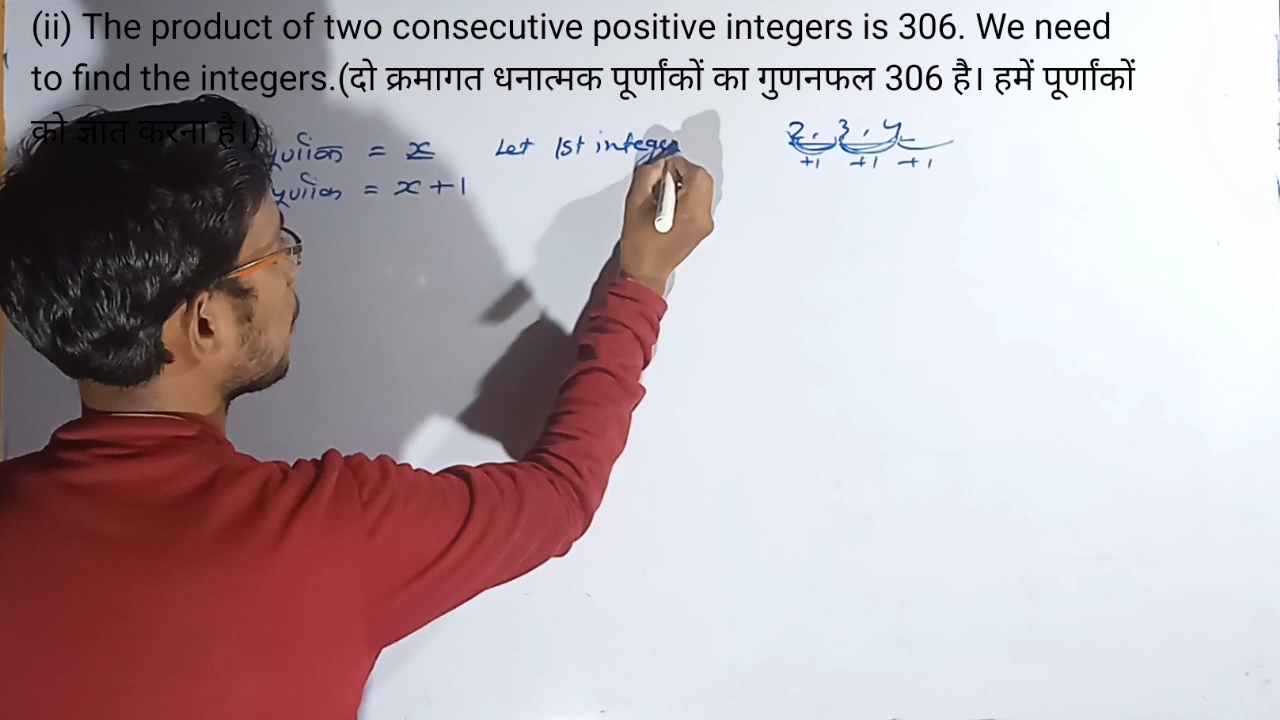 (ii) The product of two consecutive positive integers is 306. We need
to find the integers.(दो क्रमागत धनात्मक पूर्णांकों का गुणनफल 306 है। हमें पूर्णांकों
को ज्ञात करना है।)
पूर्णांक = x Let 1st integer 2, 3, 4
+1 +1 +1
पूर्णांक = x+1